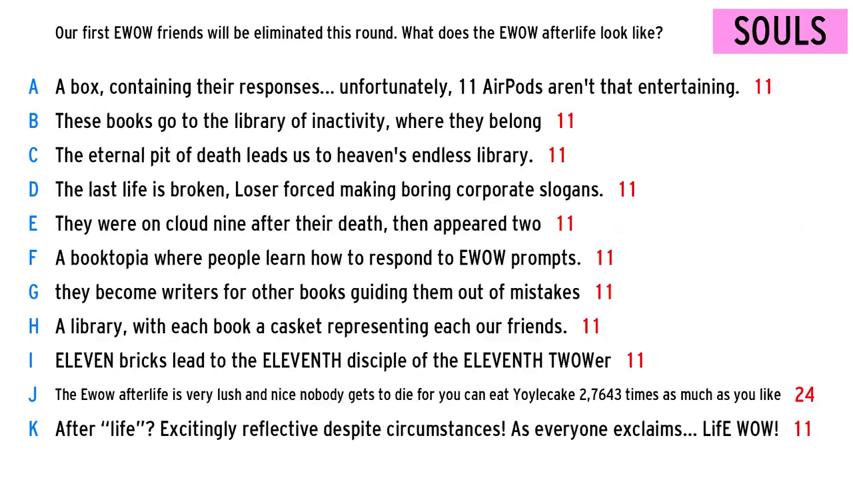 Our first EWOW friends will be eliminated this round. What does the EWOW afterlife look like?
SOULS
A A box, containing their responses... unfortunately, 11 AirPods aren't that entertaining. 11
B These books go to the library of inactivity, where they belong 11
C The eternal pit of death leads us to heaven's endless library. 11
D The last life is broken, Loser forced making boring corporate slogans. 11
E They were on cloud nine after their death, then appeared two 11
F A booktopia where people learn how to respond to EWOW prompts. 11
G they become writers for other books guiding them out of mistakes 11
H A library, with each book a casket representing each our friends. 11
I ELEVEN bricks lead to the ELEVENTH disciple of the ELEVENTH TWOWer 11
J The Ewow afterlife is very lush and nice nobody gets to die for you can eat Yoylecake 2,7643 times as much as you like 24
K After “life”? Excitingly reflective despite circumstances! As everyone exclaims... LifE WOW! 11